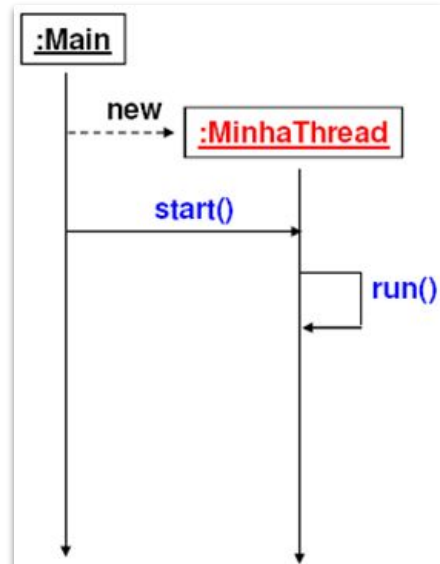 :Main
new
:MinhaThread
start()
run()